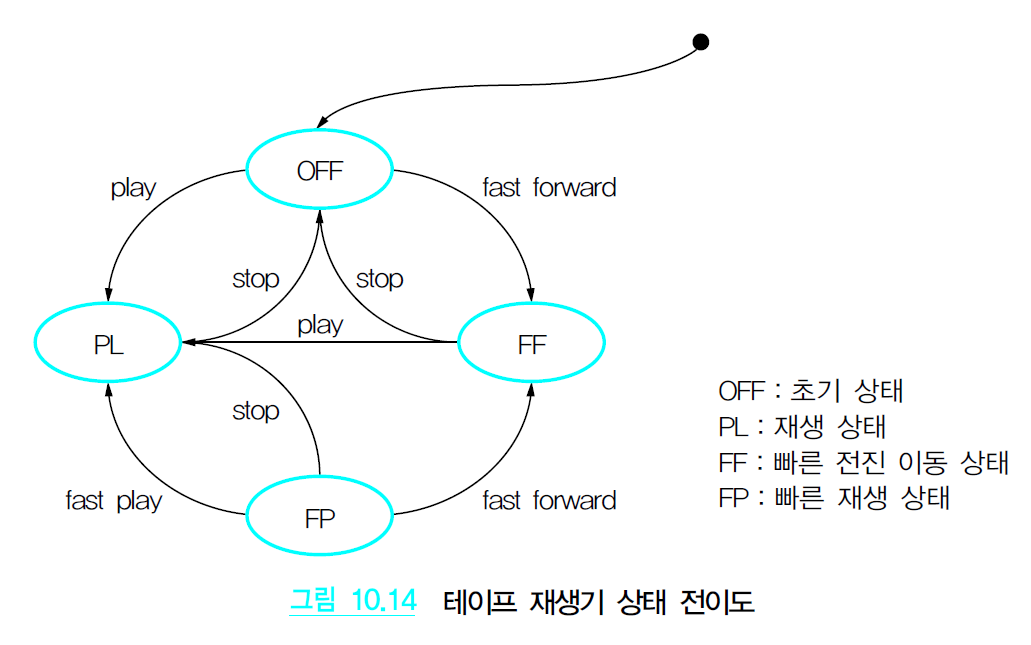 OFF
play
fast forward
stop
stop
play
PL
FF
stop
fast play
FP
fast forward
OFF : 초기 상태
PL : 재생 상태
FF : 빠른 전진 이동 상태
FP : 빠른 재생 상태
그림 10.14 테이프 재생기 상태 전이도